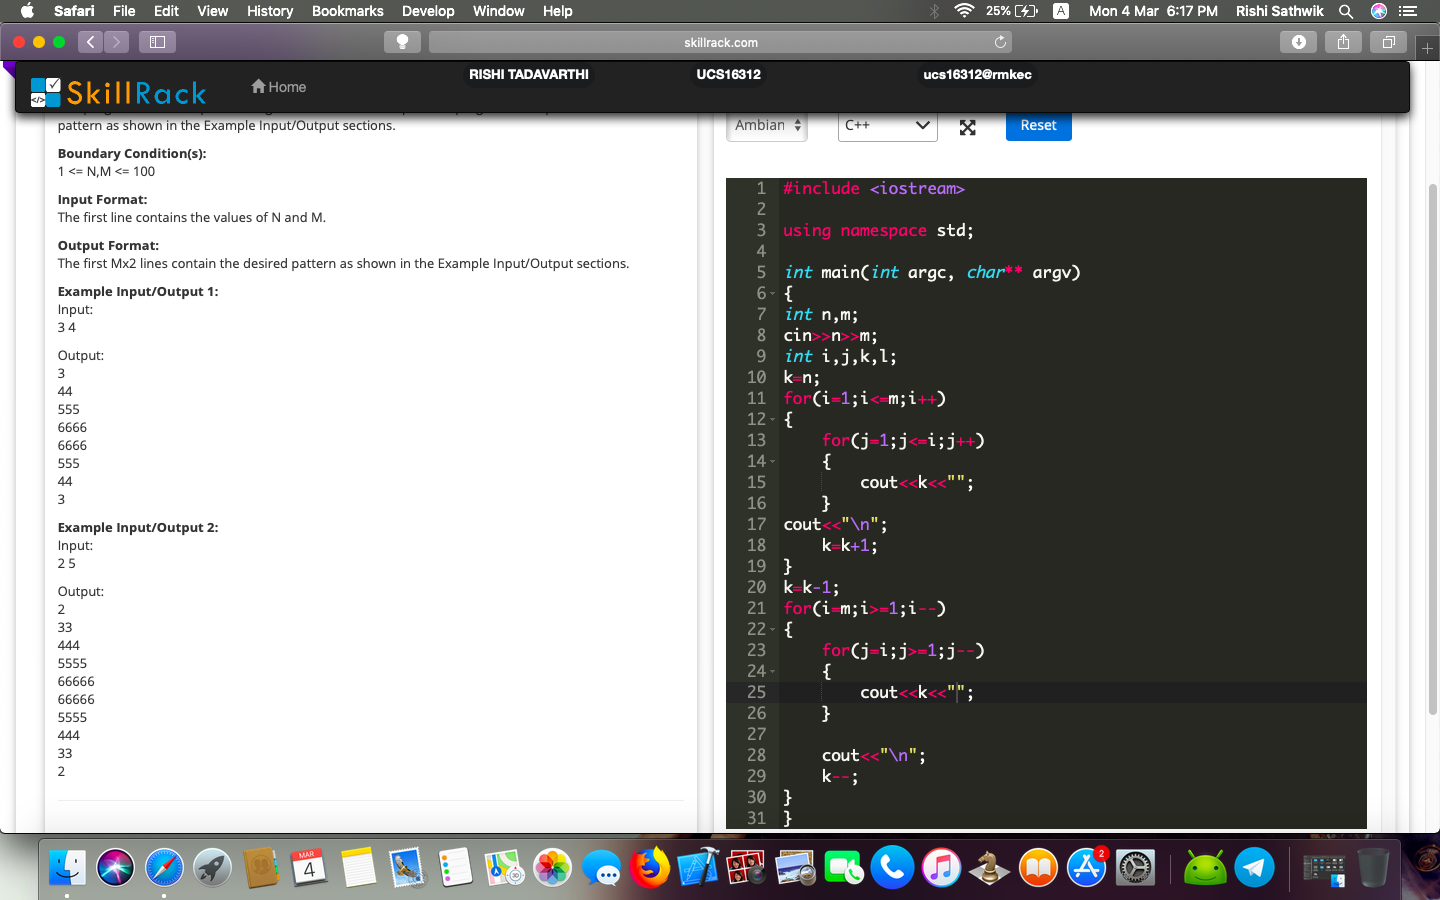 Safari File Edit View History Bookmarks Develop Window Help 25% A Mon 4 Mar 6:17 PM Rishi Sathwik
skillrack.com
SkillRack Home RISHI TADAVARTHI UCS16312 ucs16312@rmkec
pattern as shown in the Example Input/Output sections.
Boundary Condition(s):
1 <= N,M <= 100
Input Format:
The first line contains the values of N and M.
Output Format:
The first Mx2 lines contain the desired pattern as shown in the Example Input/Output sections.
Example Input/Output 1:
Input:
3 4
Output:
3
44
555
6666
6666
555
44
3
Example Input/Output 2:
Input:
2 5
Output:
2
33
444
5555
66666
66666
5555
444
33
2
Ambian C++ Reset
1 #include <iostream>
2
3 using namespace std;
4
5 int main(int argc, char** argv)
6 {
7 int n,m;
8 cin>>n>>m;
9 int i,j,k,l;
10 k=n;
11 for(i=1;i<=m;i++)
12 {
13 for(j=1;j<=i;j++)
14 {
15 cout<<k<<"";
16 }
17 cout<<"\n";
18 k=k+1;
19 }
20 k=k-1;
21 for(i=m;i>=1;i--)
22 {
23 for(j=i;j>=1;j--)
24 {
25 cout<<k<<"";
26 }
27
28 cout<<"\n";
29 k--;
30 }
31 }
MAR
4
2